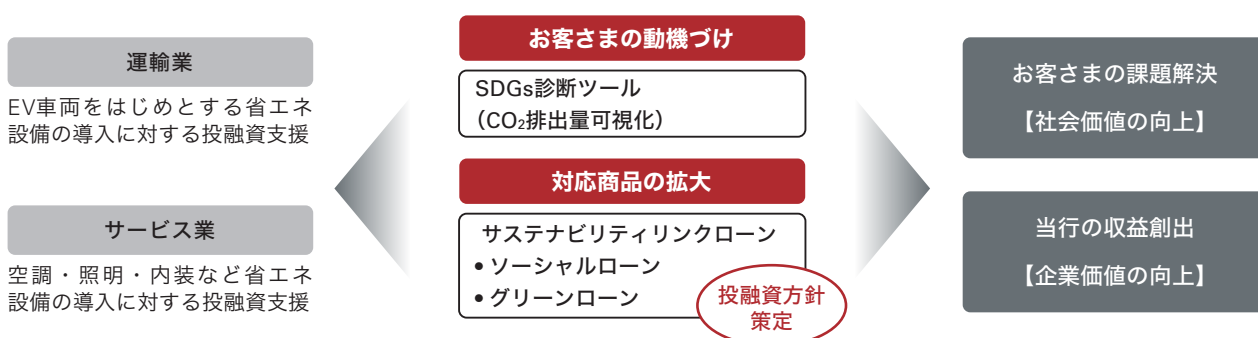 運輸業
EV車両をはじめとする省エネ
設備の導入に対する投融資支援
サービス業
空調・照明・内装など省エネ
設備の導入に対する投融資支援
お客さまの動機づけ
SDGs診断ツール
（CO₂排出量可視化）
対応商品の拡大
サステナビリティリンクローン
• ソーシャルローン
• グリーンローン
投融資方針
策定
お客さまの課題解決
【社会価値の向上】
当行の収益創出
【企業価値の向上】